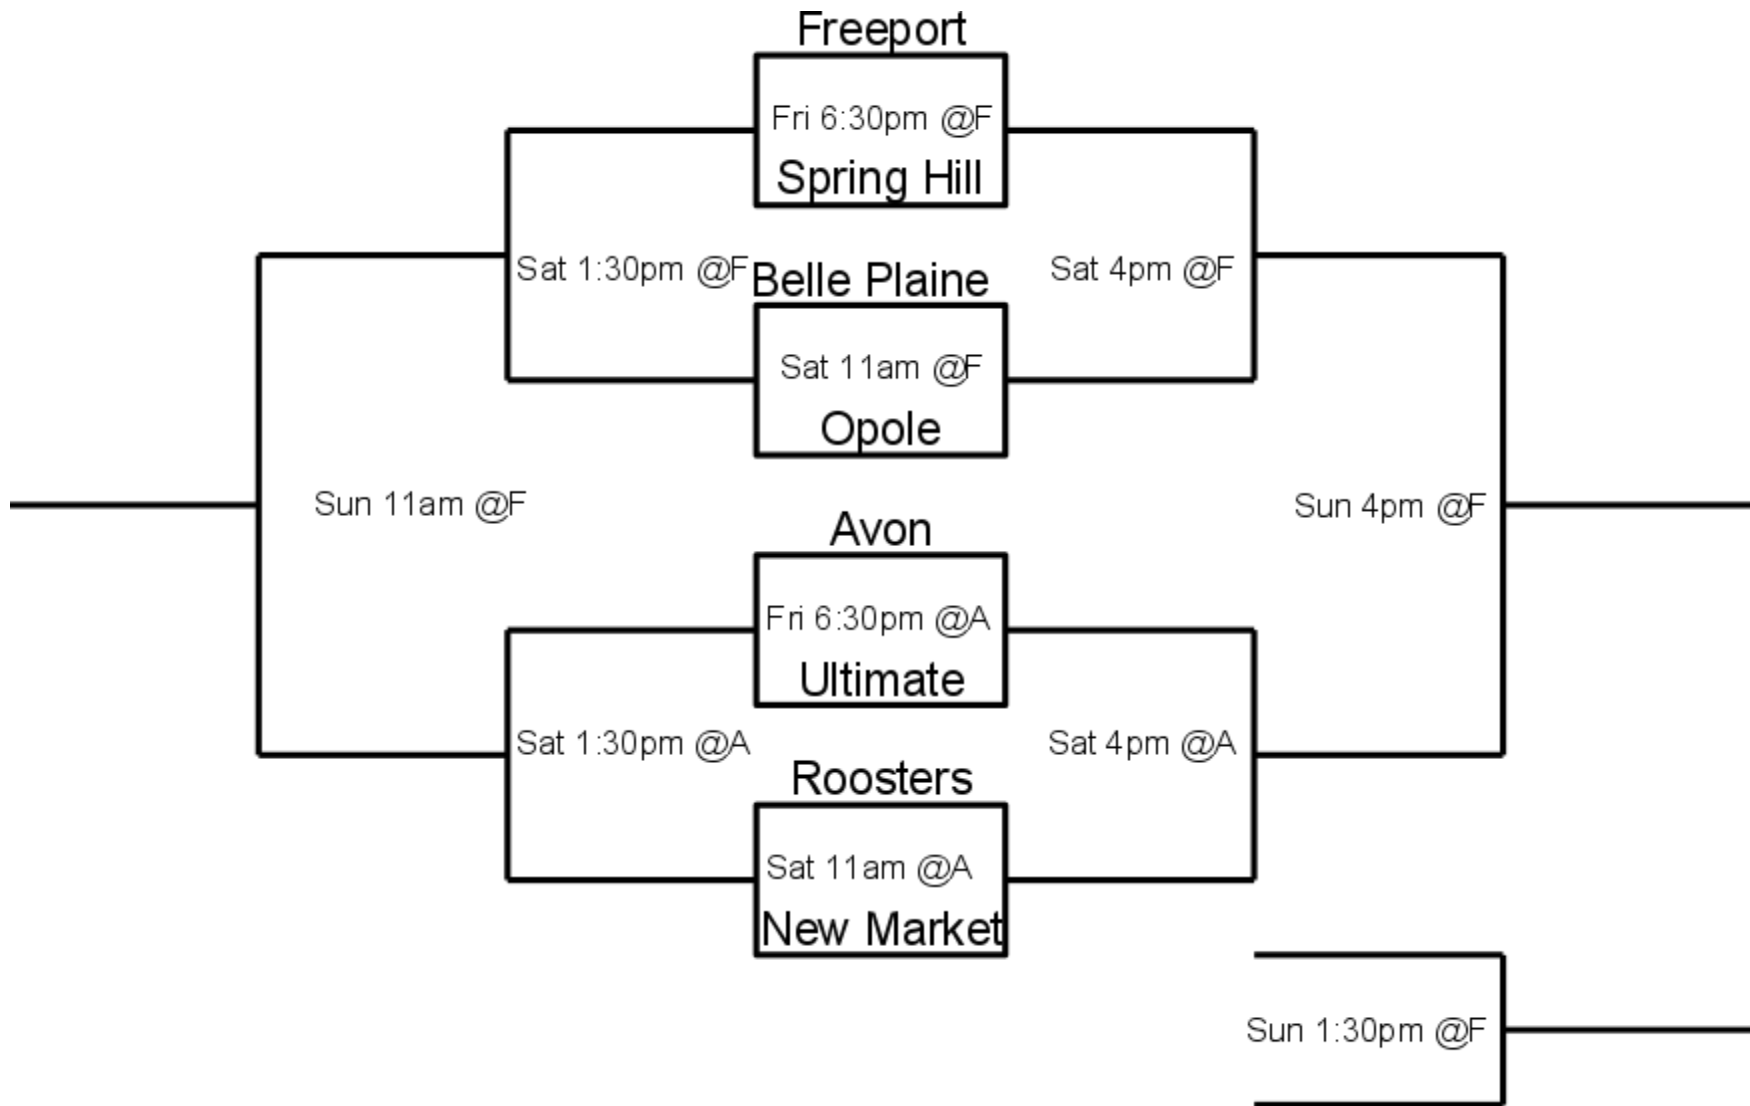 Freeport
Fri 6:30pm @F
Spring Hill
Sat 1:30pm @F
Belle Plaine
Sat 4pm @F
Sat 11am @F
Opole
Sun 11am @F
Sun 4pm @F
Avon
Fri 6:30pm @A
Ultimate
Sat 1:30pm @A
Sat 4pm @A
Roosters
Sat 11am @A
New Market
Sun 1:30pm @F